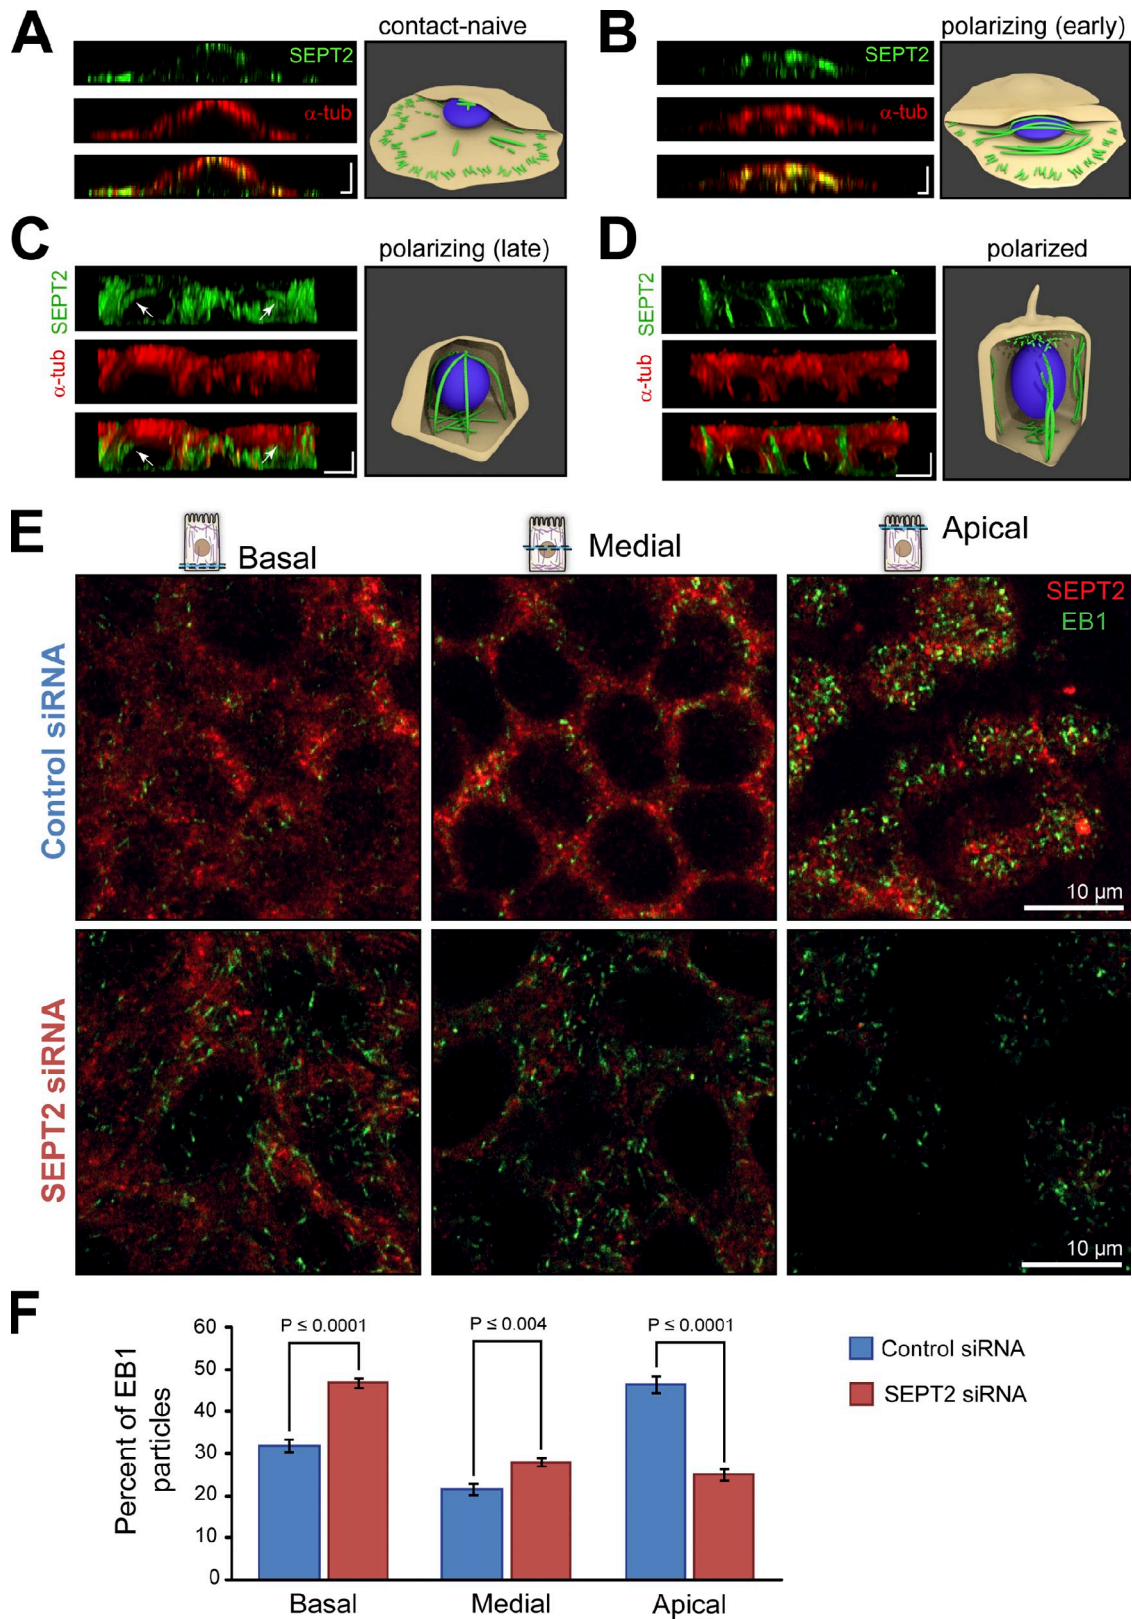 A
contact-naive
SEPT2
α-tub
B
polarizing (early)
SEPT2
α-tub
C
polarizing (late)
SEPT2
α-tub
D
polarized
SEPT2
α-tub
E
Basal
Medial
Apical
SEPT2
EB1
Control siRNA
10 µm
SEPT2 siRNA
10 µm
F
Percent of EB1
particles
60
50
40
30
20
10
0
P ≤ 0.0001
P ≤ 0.004
P ≤ 0.0001
Control siRNA
SEPT2 siRNA
Basal
Medial
Apical